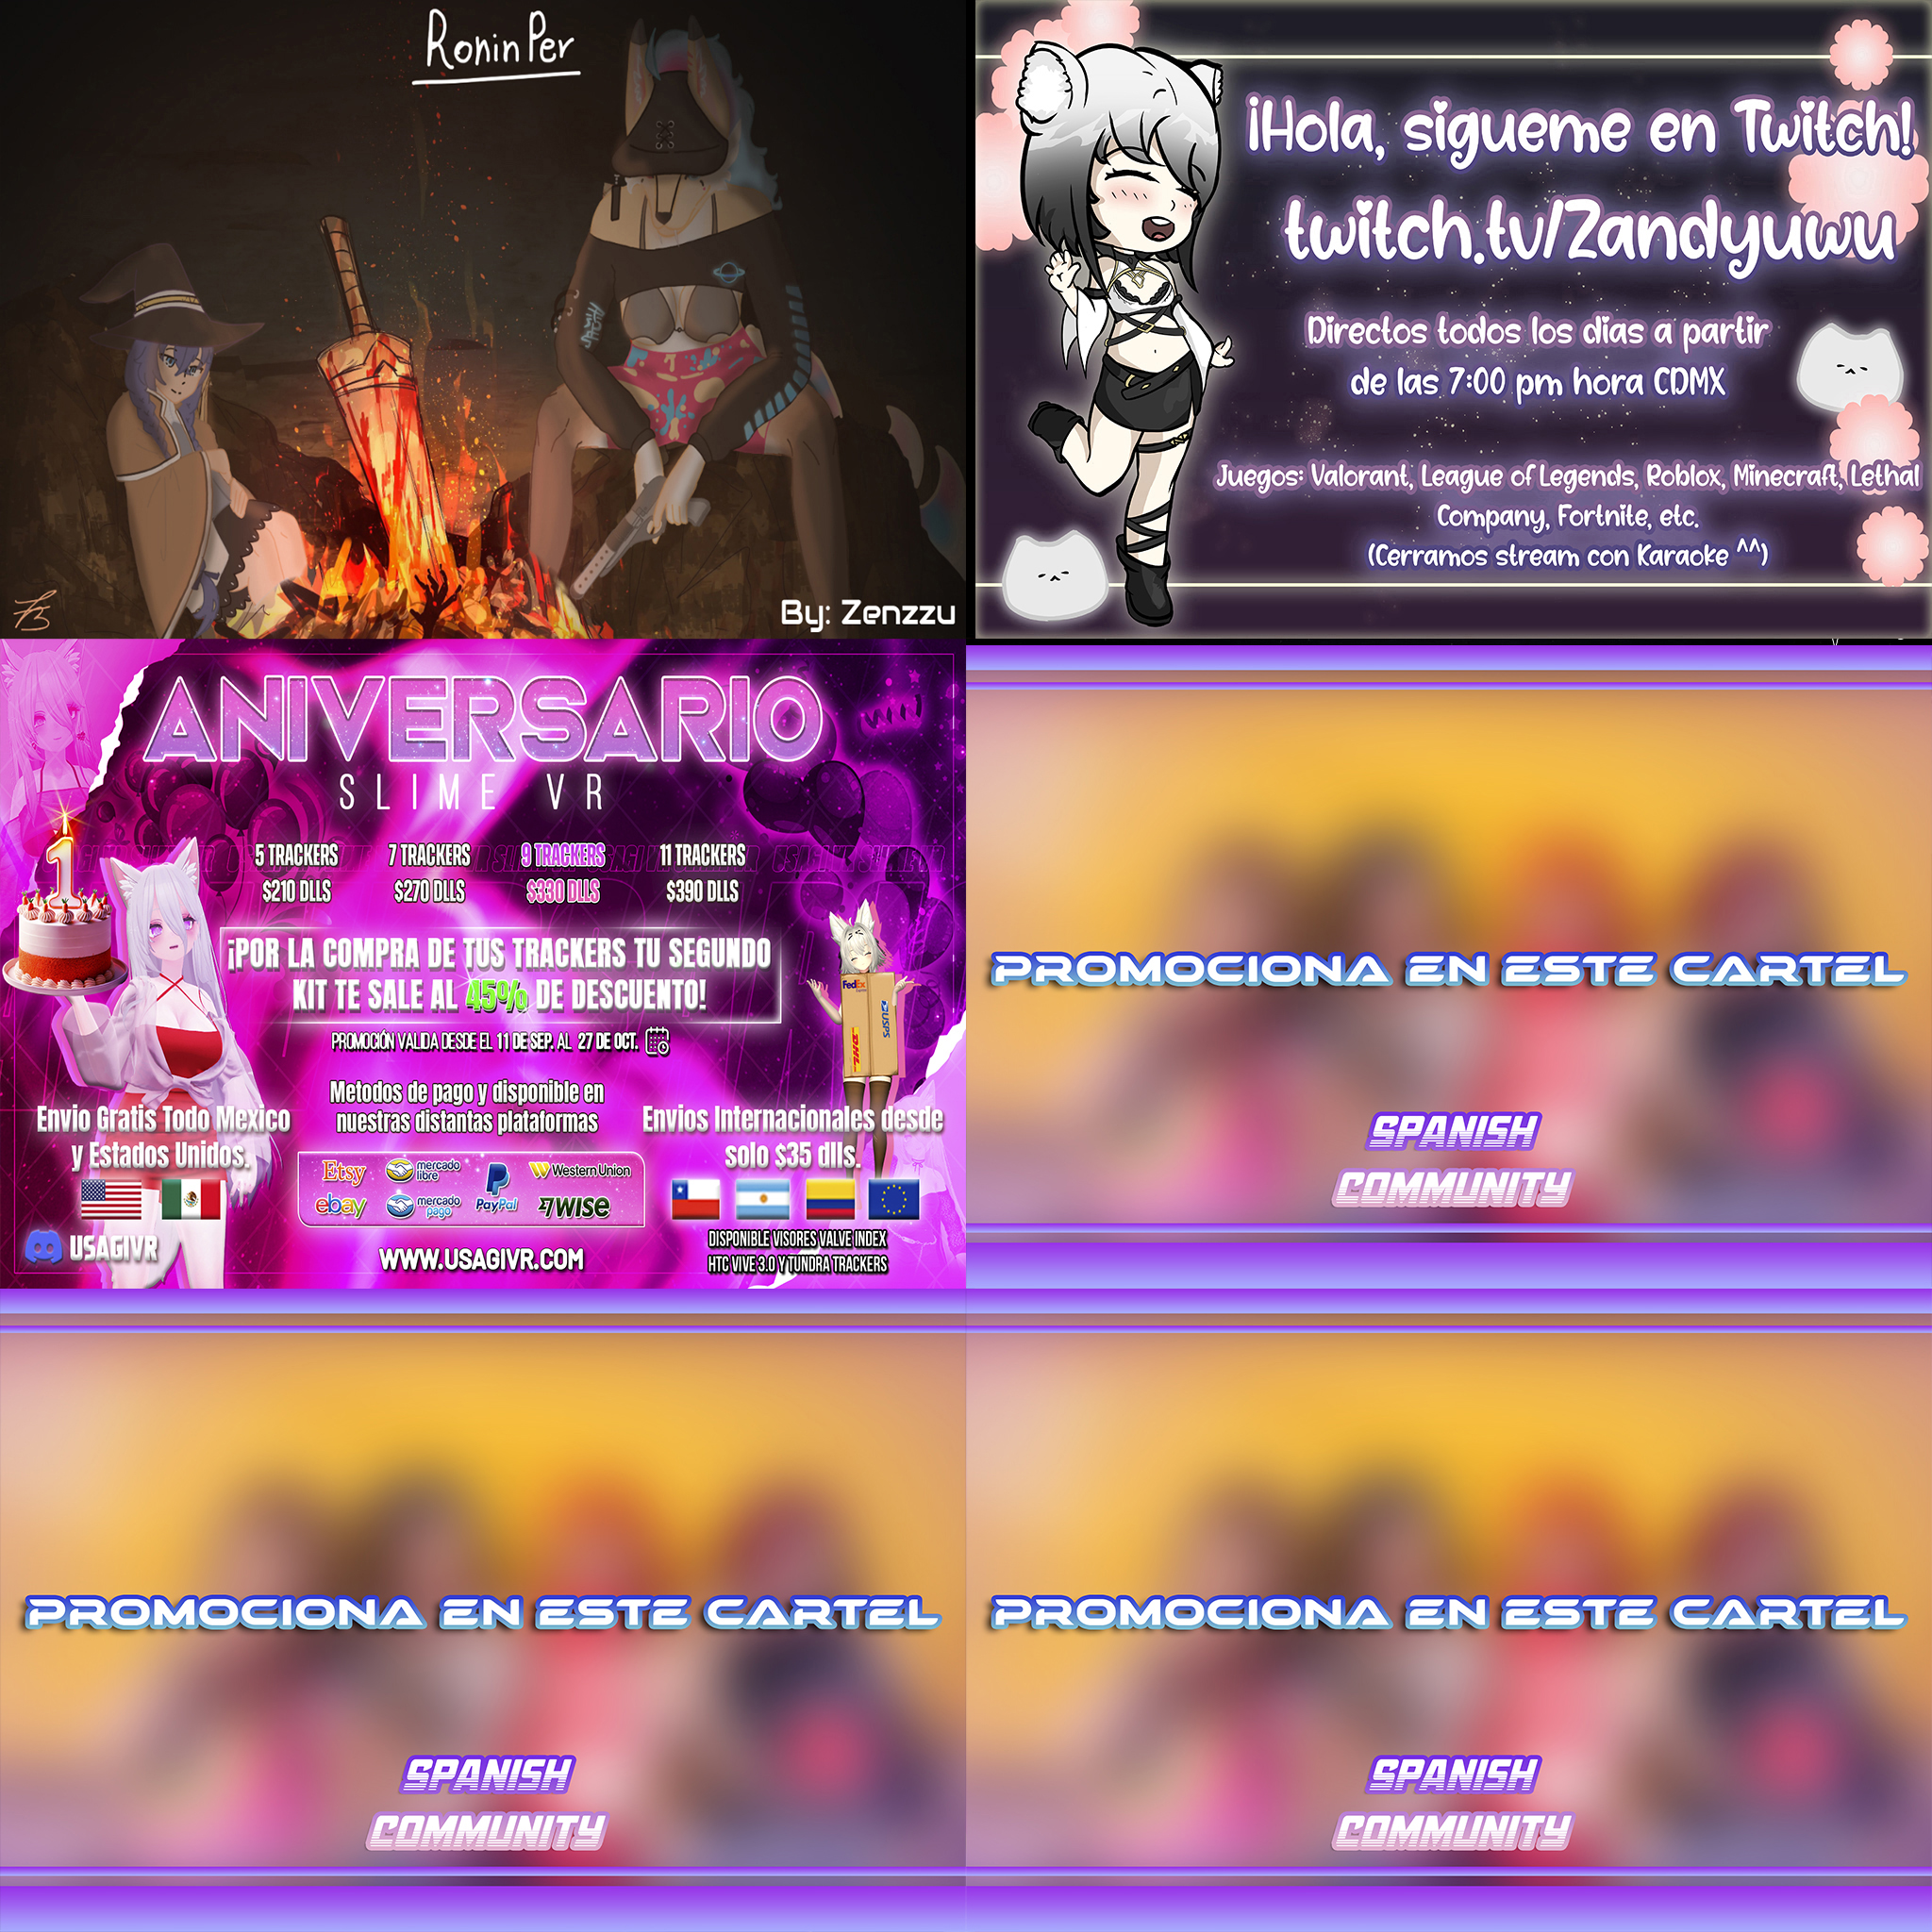 Ronin Per
By: Zenzzu
¡Hola, sigueme en Twitch!
twitch.tv/Zandyuwu
Directos todos los dias a partir
de las 7:00 pm hora CDMX
Juegos: Valorant, League of Legends, Roblox, Minecraft, Lethal
Company, Fortnite, etc.
(Cerramos stream con Karaoke ^^)
ANIVERSARIO
SLIME VR
5 TRACKERS
$210 DLLS
7 TRACKERS
$270 DLLS
9 TRACKERS
$330 DLLS
11 TRACKERS
$390 DLLS
1
¡POR LA COMPRA DE TUS TRACKERS TU SEGUNDO
KIT TE SALE AL 45% DE DESCUENTO!
PROMOCIÓN VALIDA DESDE EL 11 DE SEP. AL 27 DE OCT.
FedEx
USPS
DHL
Metodos de pago y disponible en
nuestras distantas plataformas
Envio Gratis Todo Mexico
y Estados Unidos.
Envios Internacionales desde
solo $35 dlls.
Etsy
mercado
libre
PayPal
Western Union
ebay
mercado
pago
7WISE
USAGIVR
WWW.USAGIVR.COM
DISPONIBLE VISORES VALVE INDEX
HTC VIVE 3.0 Y TUNDRA TRACKERS
PROMOCIONA EN ESTE CARTEL
SPANISH
COMMUNITY
PROMOCIONA EN ESTE CARTEL
SPANISH
COMMUNITY
PROMOCIONA EN ESTE CARTEL
SPANISH
COMMUNITY